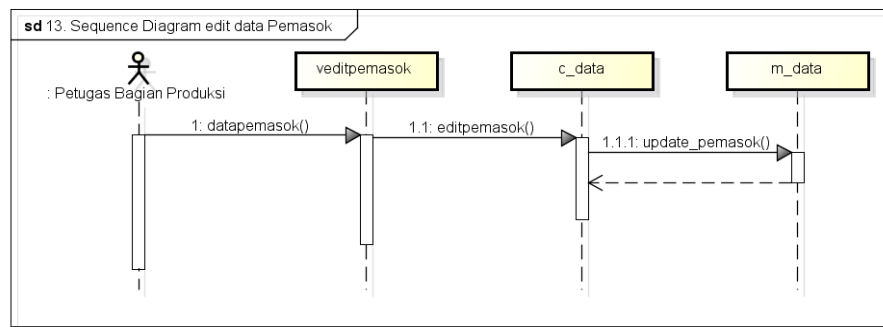 sd 13. Sequence Diagram edit data Pemasok
: Petugas Bagian Produksi
veditpemasok
c_data
m_data
1: datapemasok()
1.1: editpemasok()
1.1.1: update_pemasok()